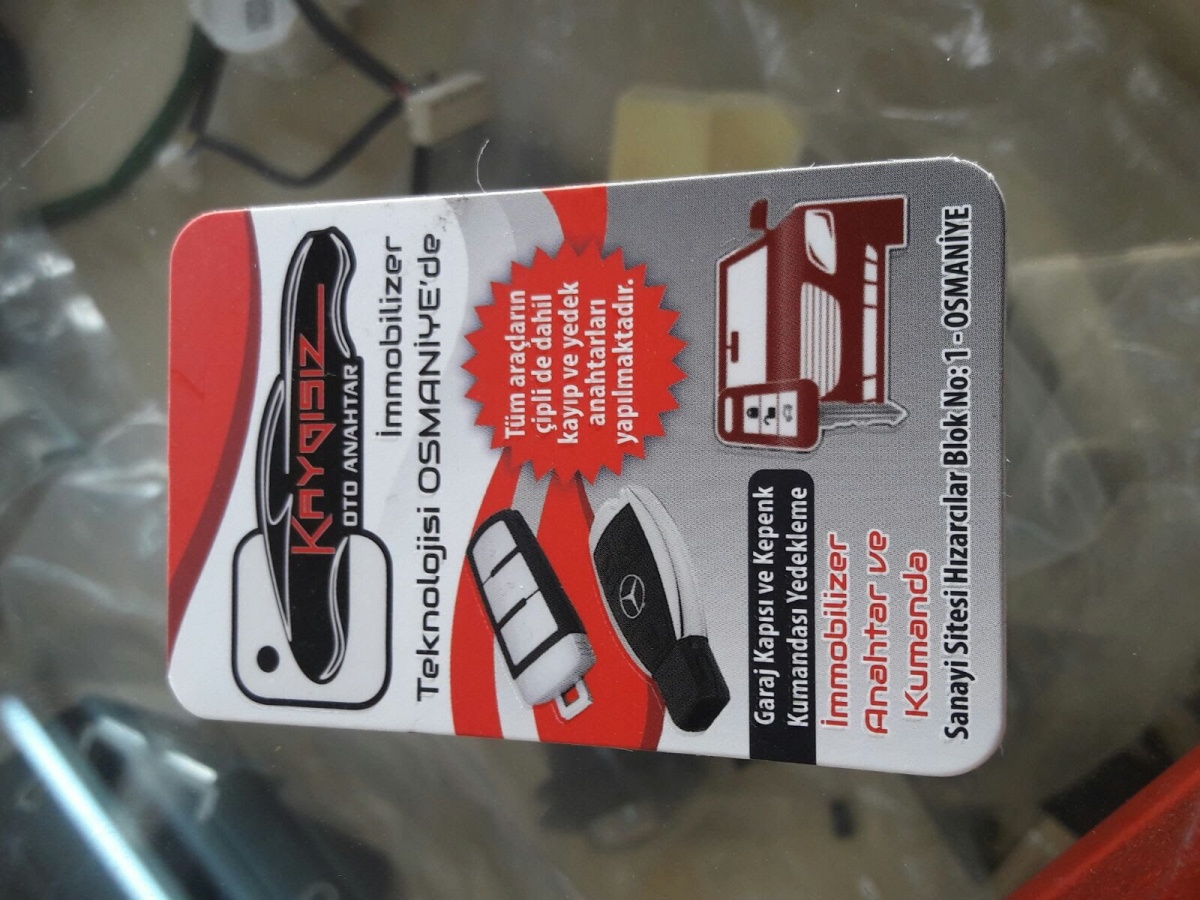 KAYGISIZ
OTO ANAHTAR
İmmobilizer
Teknolojisi OSMANİYE'de
Tüm araçların
çipli de dahil
kayıp ve yedek
anahtarları
yapılmaktadır.
Garaj Kapısı ve Kepenk
Kumandası Yedekleme
İmmobilizer
Anahtar ve
Kumanda
Sanayi Sitesi Hızarcılar Blok No: 1 - OSMANİYE